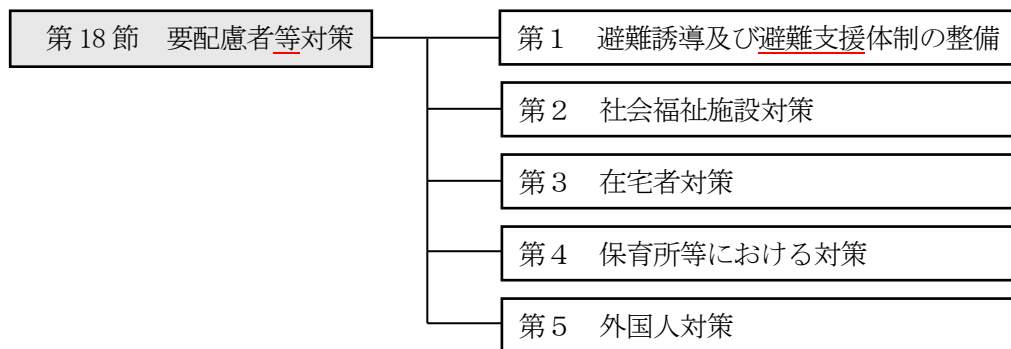 第18節　要配慮者等対策
第１　避難誘導及び避難支援体制の整備
第２　社会福祉施設対策
第３　在宅者対策
第４　保育所等における対策
第５　外国人対策